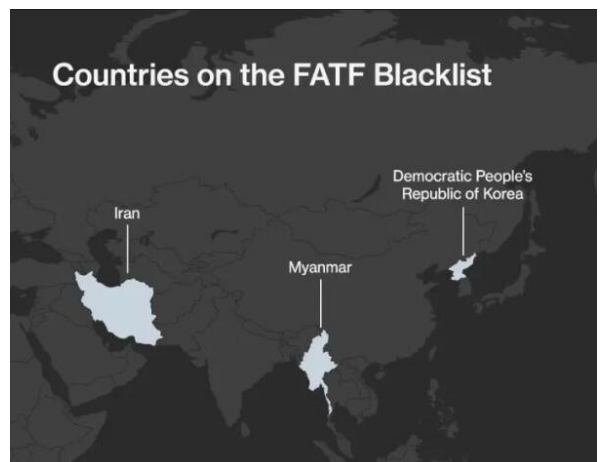 Countries on the FATF Blacklist
Democratic People's
Republic of Korea
Iran
Myanmar